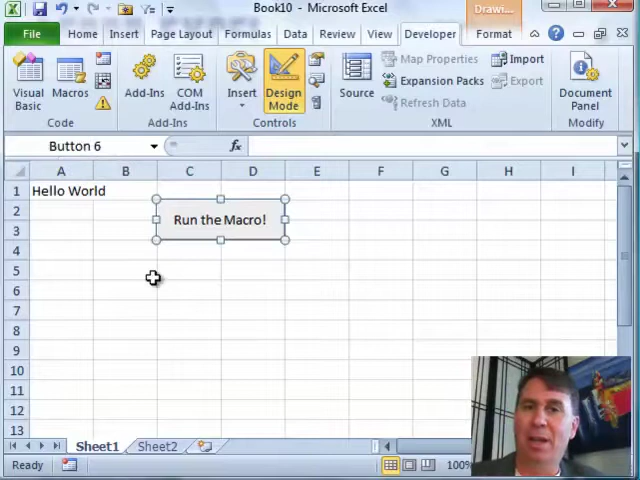 Book10 - Microsoft Excel
Drawi...
File Home Insert Page Layout Formulas Data Review View Developer Format
Visual Basic
Macros
Code
Add-Ins
COM Add-Ins
Add-Ins
Insert
Design Mode
Controls
Source
Map Properties
Expansion Packs
Refresh Data
Import
Export
XML
Document Panel
Modify
Button 6
fx
A B C D E F G H I
1 Hello World
2
Run the Macro!
3
4
5
6
7
8
9
10
11
12
13
Sheet1 Sheet2
Ready
100%